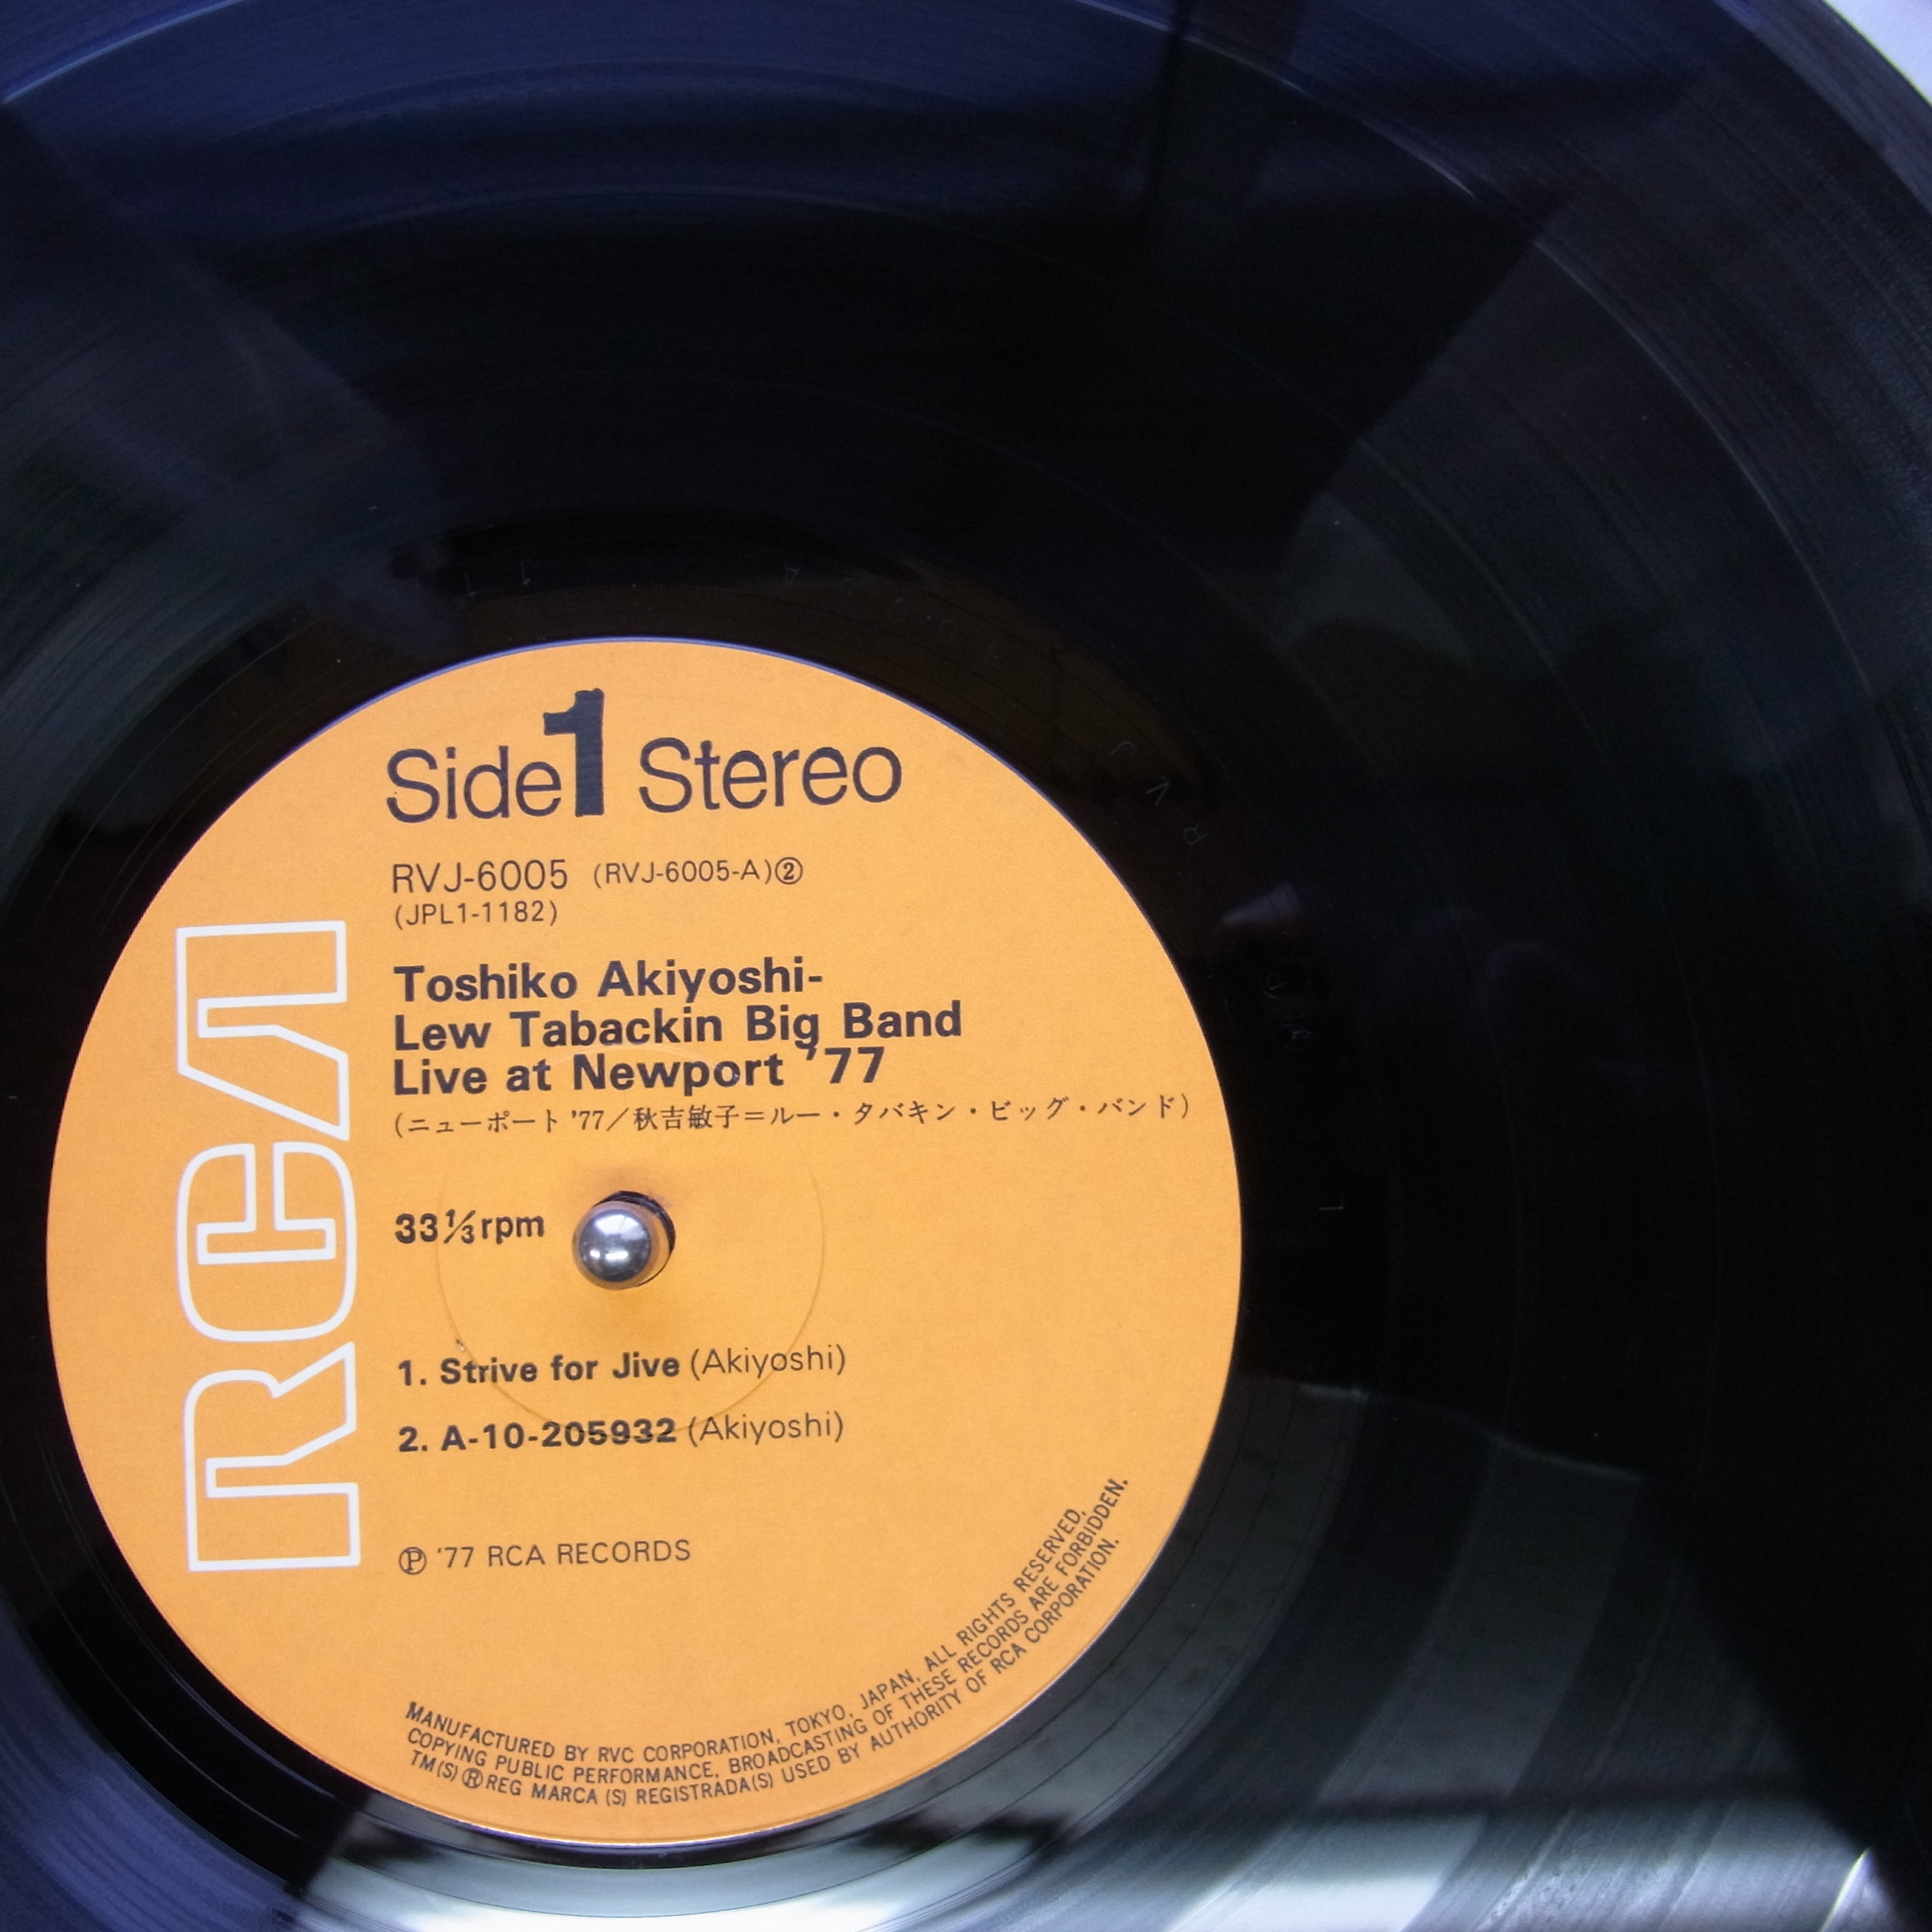 Side 1 Stereo
RVJ-6005 (RVJ-6005-A)②
(JPL1-1182)
Toshiko Akiyoshi-
Lew Tabackin Big Band
Live at Newport '77
(ニューポート '77／秋吉敏子＝ルー・タバキン・ビッグ・バンド)
33⅓rpm
1. Strive for Jive (Akiyoshi)
2. A-10-205932 (Akiyoshi)
Ⓟ '77 RCA RECORDS
MANUFACTURED BY RVC CORPORATION, TOKYO, JAPAN, ALL RIGHTS RESERVED,
COPYING PUBLIC PERFORMANCE, BROADCASTING OF THESE RECORDS ARE FORBIDDEN.
TM(S) ® REG MARCA (S) REGISTRADA(S) USED BY AUTHORITY OF RCA CORPORATION.
RCA